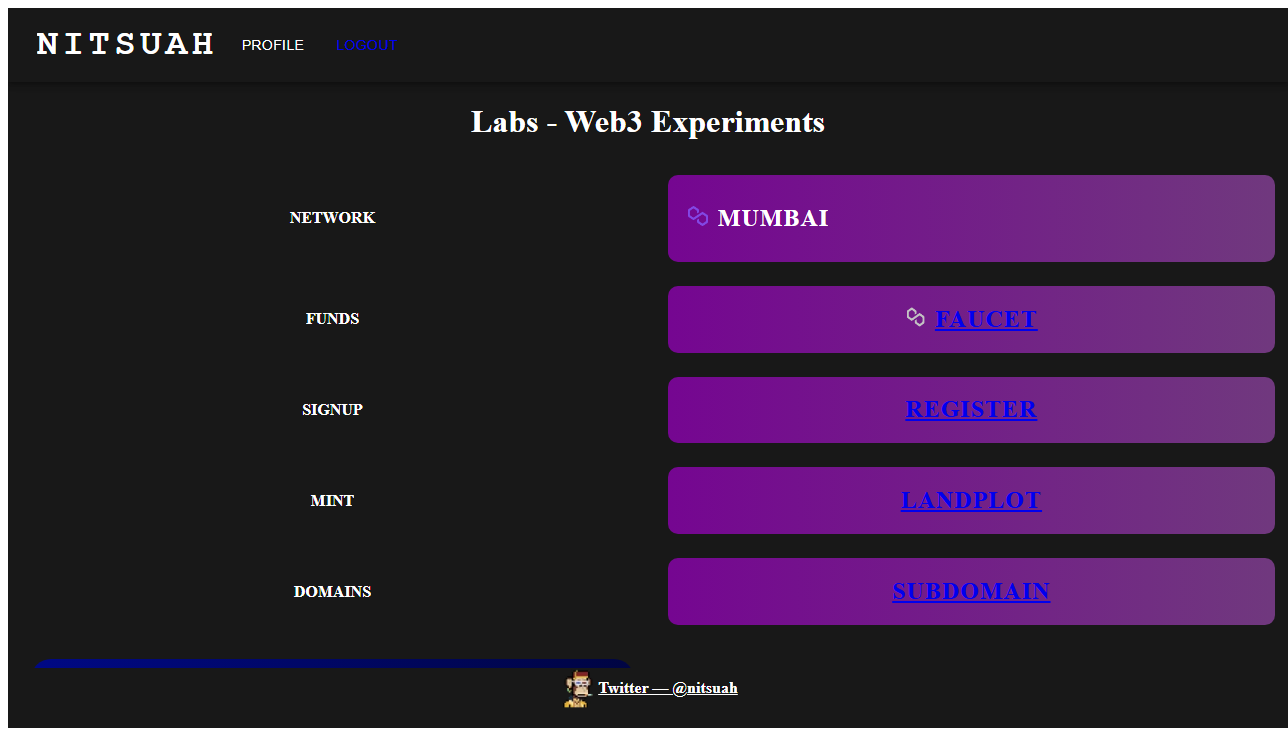 NITSUAH PROFILE LOGOUT
Labs - Web3 Experiments
NETWORK MUMBAI
FUNDS FAUCET
SIGNUP REGISTER
MINT LANDPLOT
DOMAINS SUBDOMAIN
Twitter — @nitsuah